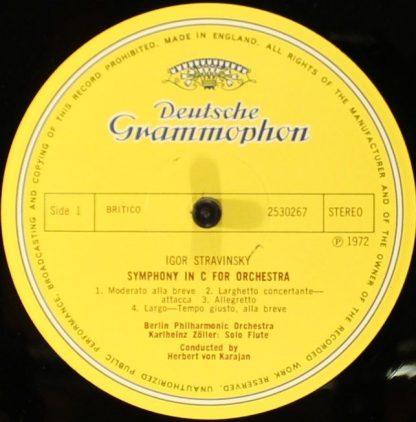 MADE IN ENGLAND. ALL RIGHTS OF THE MANUFACTURER AND OF THE OWNER OF THE RECORDED WORK RESERVED. UNAUTHORIZED PUBLIC PERFORMANCE, BROADCASTING AND COPYING OF THIS RECORD PROHIBITED.
Deutsche
Grammophon
Side 1 BRITICO 2530267 STEREO
Ⓟ 1972
IGOR STRAVINSKY
SYMPHONY IN C FOR ORCHESTRA
1. Moderato alla breve 2. Larghetto concertante—
attacca 3. Allegretto
4. Largo—Tempo giusto, alla breve
Berlin Philharmonic Orchestra
Karlheinz Zöller: Solo Flute
Conducted by
Herbert von Karajan